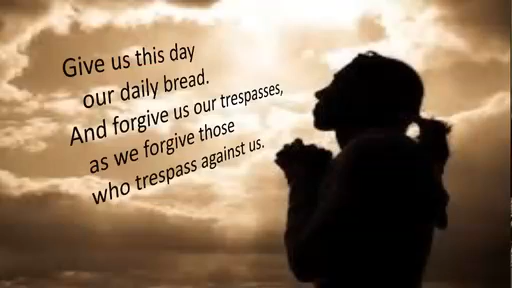 Give us this day
our daily bread.
And forgive us our trespasses,
as we forgive those
who trespass against us.